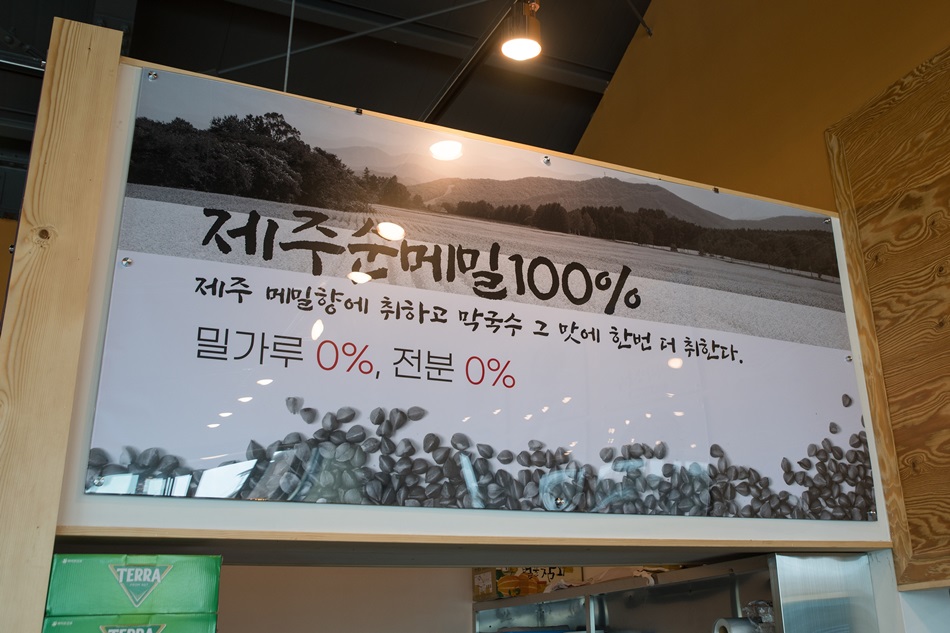 제주순메밀100%
제주 메밀향에 취하고 막국수 그 맛에 한번 더 취한다.
밀가루 0%, 전분 0%
TERRA
TERRA